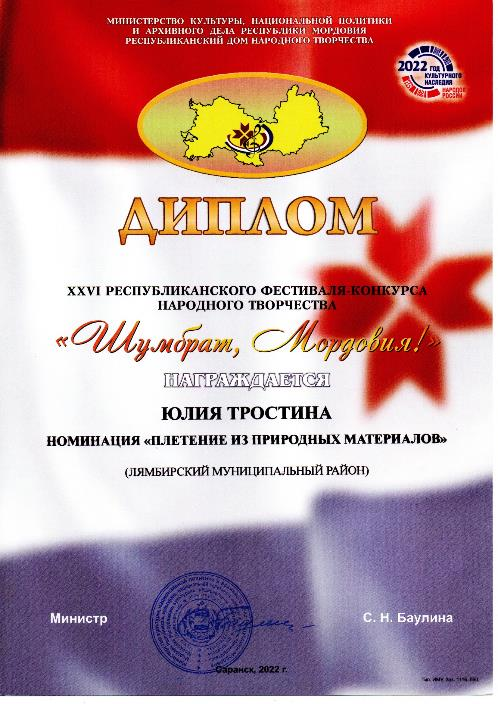 МИНИСТЕРСТВО КУЛЬТУРЫ, НАЦИОНАЛЬНОЙ ПОЛИТИКИ
И АРХИВНОГО ДЕЛА РЕСПУБЛИКИ МОРДОВИЯ
РЕСПУБЛИКАНСКИЙ ДОМ НАРОДНОГО ТВОРЧЕСТВА
2022 ГОД
КУЛЬТУРНОГО
НАСЛЕДИЯ
НАРОДОВ
РОССИИ
ДИПЛОМ
XXVI РЕСПУБЛИКАНСКОГО ФЕСТИВАЛЯ-КОНКУРСА
НАРОДНОГО ТВОРЧЕСТВА
«Шумбрат, Мордовия!»
НАГРАЖДАЕТСЯ
ЮЛИЯ ТРОСТИНА
НОМИНАЦИЯ «ПЛЕТЕНИЕ ИЗ ПРИРОДНЫХ МАТЕРИАЛОВ»
(ЛЯМБИРСКИЙ МУНИЦИПАЛЬНЫЙ РАЙОН)
Министр
С. Н. Баулина
Саранск, 2022 г.